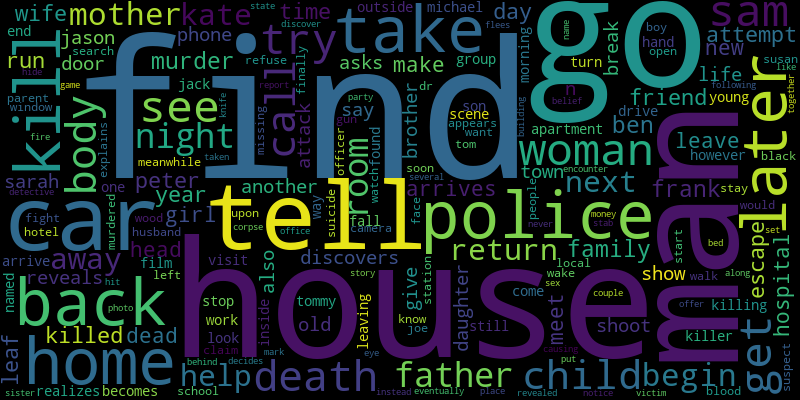 find
go
house
man
tell
car
police
home
back
take
kill
later
woman
get
sam
death
father
child
begin
night
room
see
try
call
away
body
mother
kate
next
return
help
family
escape
hospital
friend
attempt
wife
time
outside
michael
day
state
end
jason
phone
search
door
murder
run
asks
make
group
jack
refuse
finally
discover
hide
game
report
parent
window
like
fire
explains
meanwhile
taken
knife
missing
attack
gun
party
say
dr
son
appears
want
brother
scene
tom
officer
watch
found
soon
several
arrives
town
people
apartment
building
break
morning
new
life
turn
hand
boy
open
name
susan
young
together
following
belief
drive
ben
leave
however
black
stay
would
frank
encounter
never
sarah
peter
year
another
girl
one
murdered
detective
wood
fight
hotel
husband
upon
corpse
suicide
way
fall
camera
face
office
head
discovers
arrive
film
left
reveals
visit
also
story
sex
wake
local
meet
money
stab
shoot
show
start
bed
set
along
walk
killing
killer
offer
suspect
blood
named
hit
photo
stop
work
look
claim
inside
tommy
old
leaving
give
know
joe
station
daughter
still
come
couple
causing
put
leaf
killed
dead
realizes
becomes
sister
school
behind
decides
mark
eye
instead
eventually
place
revealed
notice
victim
n